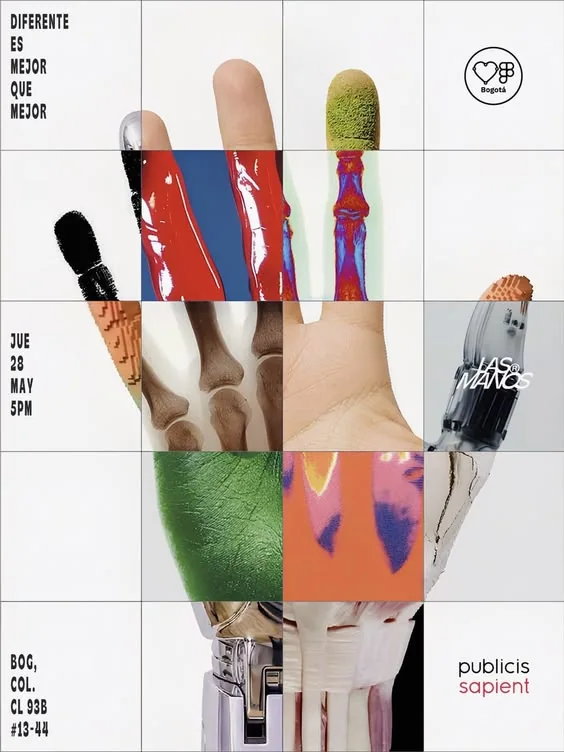 DIFERENTE
ES
MEJOR
QUE
MEJOR
Bogotá
JUE
28
MAY
5PM
LAS®
MANOS
BOG,
COL.
CL 93B
#13-44
publicis
sapient